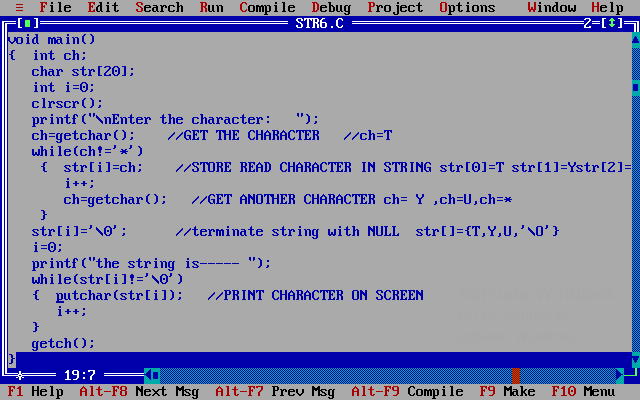 ≡ File Edit Search Run Compile Debug Project Options Window Help
[■] STR6.C 2=[↕]
void main()
{ int ch;
char str[20];
int i=0;
clrscr();
printf("\nEnter the character: ");
ch=getchar(); //GET THE CHARACTER //ch=T
while(ch!='*')
{ str[i]=ch; //STORE READ CHARACTER IN STRING str[0]=T str[1]=Ystr[2]=
i++;
ch=getchar(); //GET ANOTHER CHARACTER ch= Y ,ch=U,ch=*
}
str[i]='\0'; //terminate string with NULL str[]={T,Y,U,'\0'}
i=0;
printf("the string is----- ");
while(str[i]!='\0')
{ putchar(str[i]); //PRINT CHARACTER ON SCREEN
i++;
}
getch();
}
19:7
F1 Help Alt-F8 Next Msg Alt-F7 Prev Msg Alt-F9 Compile F9 Make F10 Menu